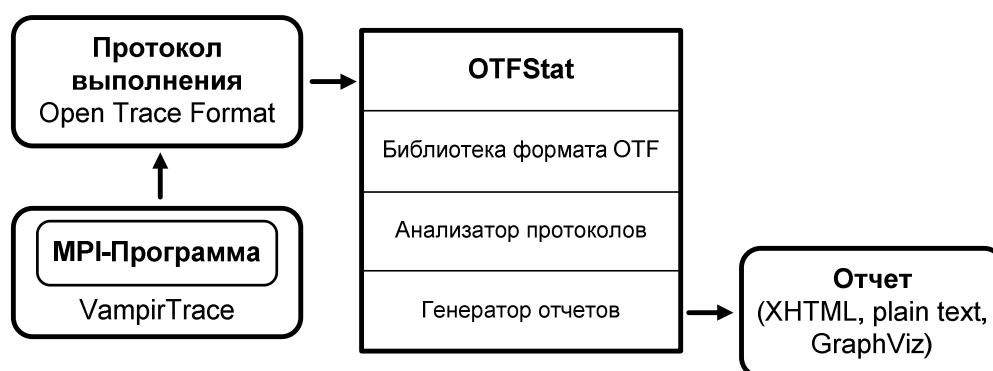 Протокол
выполнения
Open Trace Format
MPI-Программа
VampirTrace
OTFStat
Библиотека формата OTF
Анализатор протоколов
Генератор отчетов
Отчет
(XHTML, plain text,
GraphViz)